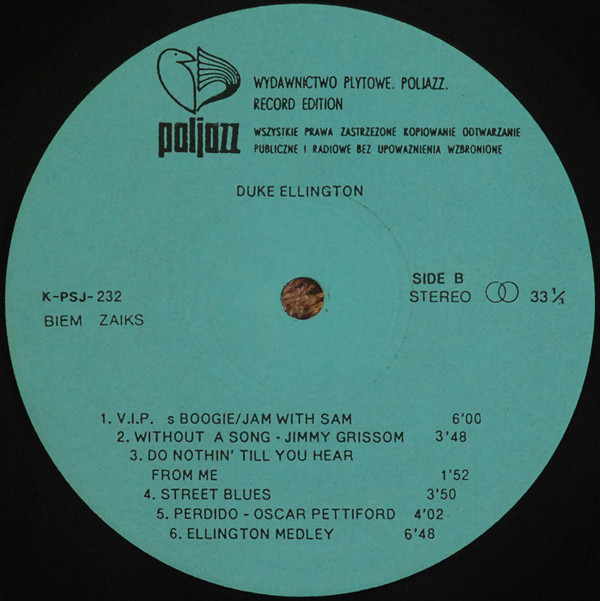 WYDAWNICTWO PLYTOWE. POLJAZZ.
RECORD EDITION
poljazz
WSZYSTKIE PRAWA ZASTRZEZONE KOPIOWANIE ODTWARZANIE
PUBLICZNE I RADIOWE BEZ UPOWAZNIENIA WZBRONIONE
DUKE ELLINGTON
SIDE B
K-PSJ-232
STEREO 33 1/3
BIEM ZAIKS
1. V.I.P. s BOOGIE/JAM WITH SAM 6'00
2. WITHOUT A SONG - JIMMY GRISSOM 3'48
3. DO NOTHIN' TILL YOU HEAR
FROM ME 1'52
4. STREET BLUES 3'50
5. PERDIDO - OSCAR PETTIFORD 4'02
6. ELLINGTON MEDLEY 6'48